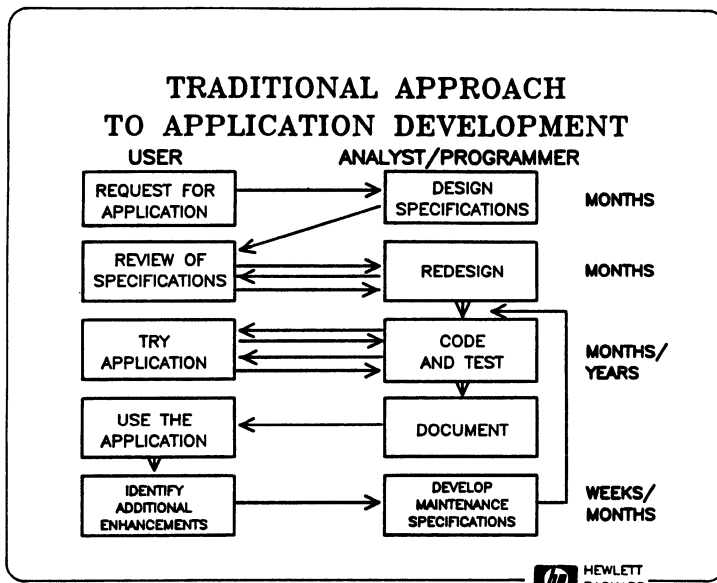 TRADITIONAL APPROACH
TO APPLICATION DEVELOPMENT
USER ANALYST/PROGRAMMER
REQUEST FOR
APPLICATION
DESIGN
SPECIFICATIONS
MONTHS
REVIEW OF
SPECIFICATIONS
REDESIGN
MONTHS
TRY
APPLICATION
CODE
AND TEST
MONTHS/
YEARS
USE THE
APPLICATION
DOCUMENT
IDENTIFY
ADDITIONAL
ENHANCEMENTS
DEVELOP
MAINTENANCE
SPECIFICATIONS
WEEKS/
MONTHS
hp HEWLETT